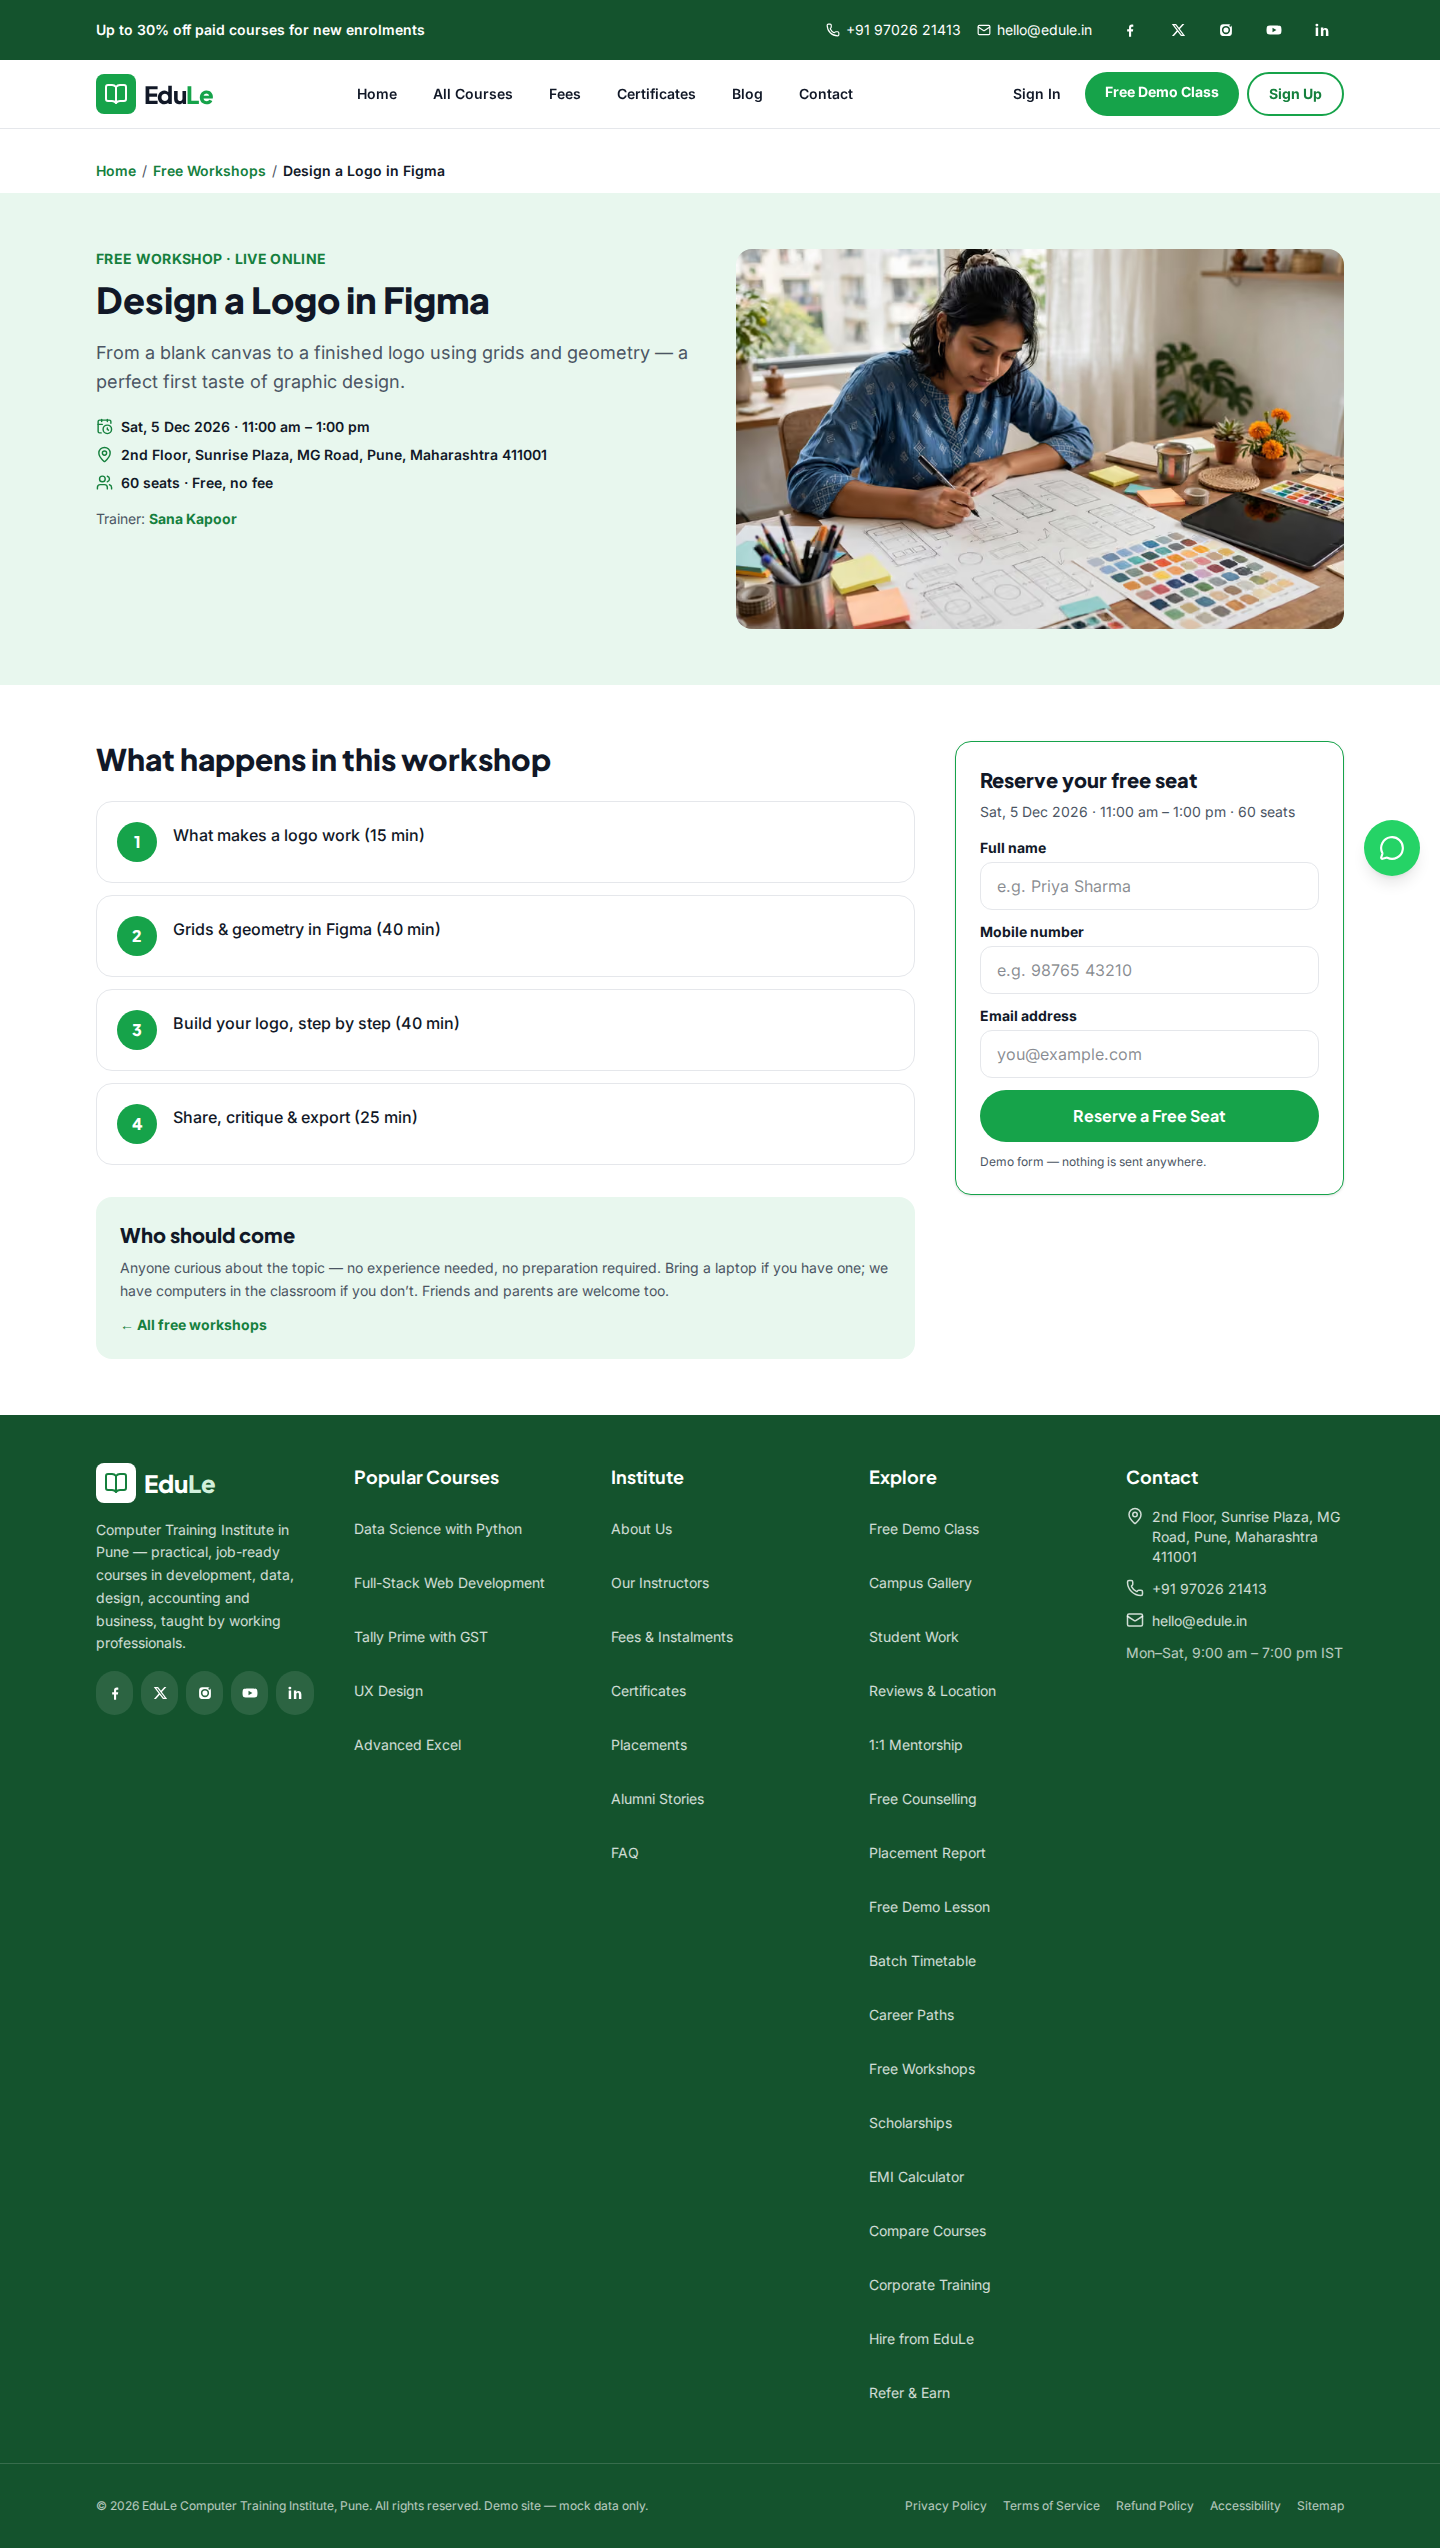 Up to 30% off paid courses for new enrolments
+91 97026 21413
hello@edule.in
EduLe
Home
All Courses
Fees
Certificates
Blog
Contact
Sign In
Free Demo Class
Sign Up
Home / Free Workshops / Design a Logo in Figma
FREE WORKSHOP · LIVE ONLINE
Design a Logo in Figma
From a blank canvas to a finished logo using grids and geometry — a
perfect first taste of graphic design.
Sat, 5 Dec 2026 · 11:00 am – 1:00 pm
2nd Floor, Sunrise Plaza, MG Road, Pune, Maharashtra 411001
60 seats · Free, no fee
Trainer: Sana Kapoor
What happens in this workshop
1
What makes a logo work (15 min)
2
Grids & geometry in Figma (40 min)
3
Build your logo, step by step (40 min)
4
Share, critique & export (25 min)
Who should come
Anyone curious about the topic — no experience needed, no preparation required. Bring a laptop if you have one; we
have computers in the classroom if you don’t. Friends and parents are welcome too.
← All free workshops
Reserve your free seat
Sat, 5 Dec 2026 · 11:00 am – 1:00 pm · 60 seats
Full name
e.g. Priya Sharma
Mobile number
e.g. 98765 43210
Email address
you@example.com
Reserve a Free Seat
Demo form — nothing is sent anywhere.
EduLe
Computer Training Institute in
Pune — practical, job-ready
courses in development, data,
design, accounting and
business, taught by working
professionals.
Popular Courses
Data Science with Python
Full-Stack Web Development
Tally Prime with GST
UX Design
Advanced Excel
Institute
About Us
Our Instructors
Fees & Instalments
Certificates
Placements
Alumni Stories
FAQ
Explore
Free Demo Class
Campus Gallery
Student Work
Reviews & Location
1:1 Mentorship
Free Counselling
Placement Report
Free Demo Lesson
Batch Timetable
Career Paths
Free Workshops
Scholarships
EMI Calculator
Compare Courses
Corporate Training
Hire from EduLe
Refer & Earn
Contact
2nd Floor, Sunrise Plaza, MG
Road, Pune, Maharashtra
411001
+91 97026 21413
hello@edule.in
Mon–Sat, 9:00 am – 7:00 pm IST
© 2026 EduLe Computer Training Institute, Pune. All rights reserved. Demo site — mock data only.
Privacy Policy
Terms of Service
Refund Policy
Accessibility
Sitemap